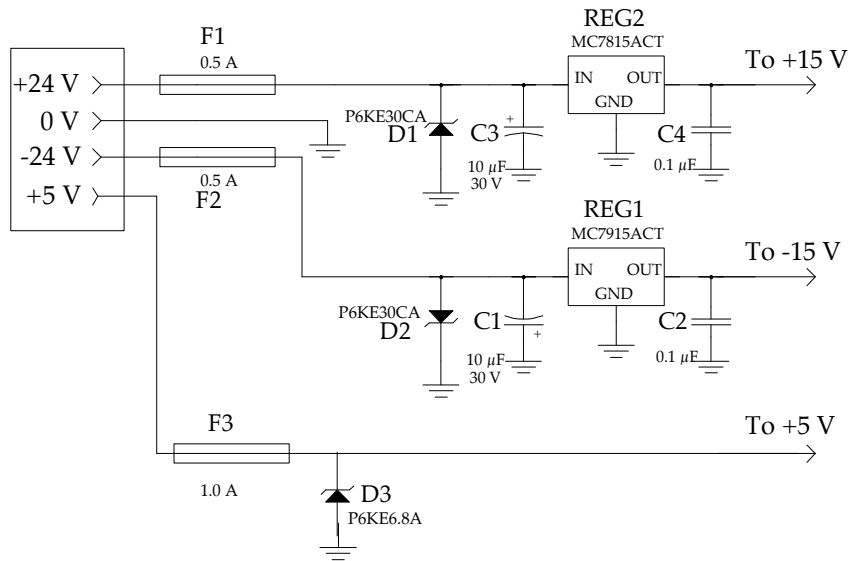 F1
0.5 A
+24 V
0 V
-24 V
+5 V
0.5 A
F2
P6KE30CA
D1
+
C3
10 µF
30 V
REG2
MC7815ACT
IN OUT
GND
C4
0.1 µF
To +15 V
P6KE30CA
D2
C1
+
10 µF
30 V
REG1
MC7915ACT
IN OUT
GND
C2
0.1 µF
To -15 V
F3
1.0 A
D3
P6KE6.8A
To +5 V